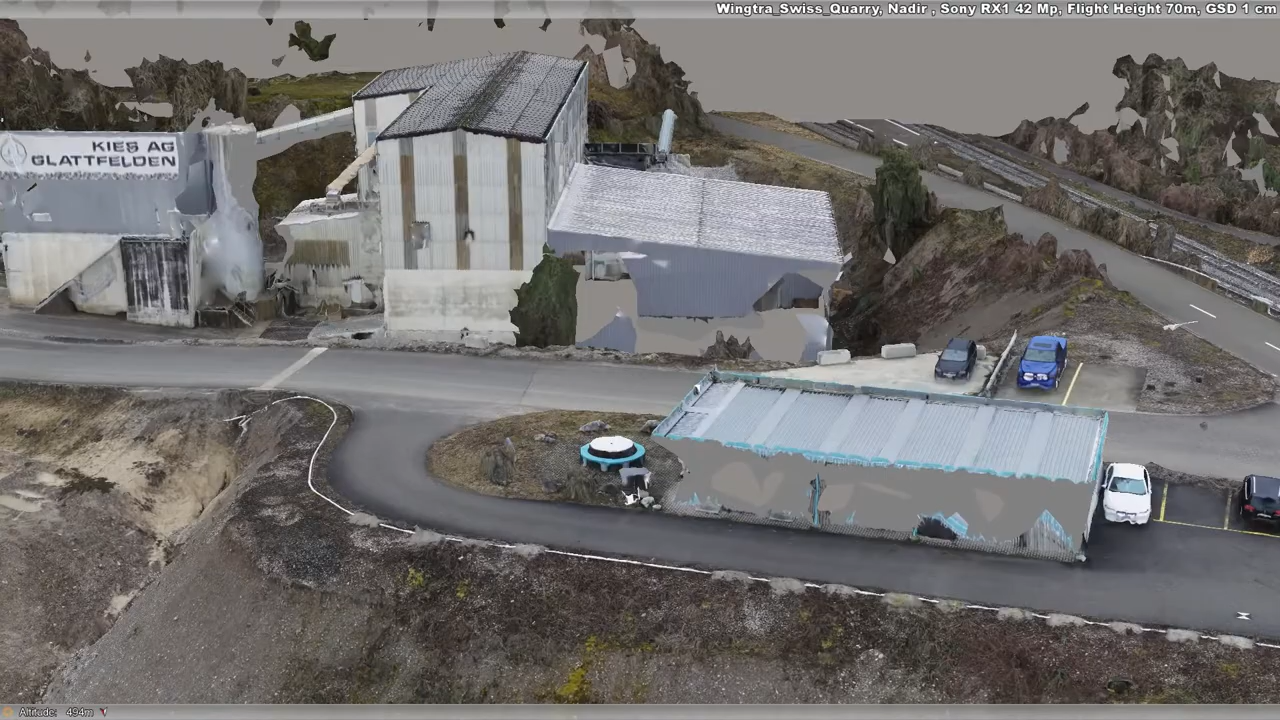 Wingtra_Swiss_Quarry, Nadir , Sony RX1 42 Mp, Flight Height 70m, GSD 1 cm
KIES AG
GLATTFELDEN
Altitude: 494m